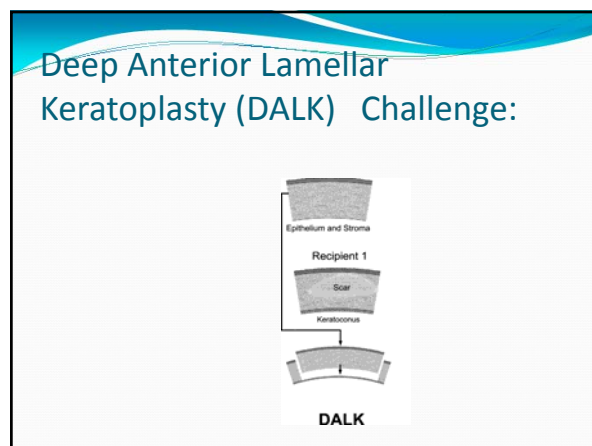 Deep Anterior Lamellar
Keratoplasty (DALK) Challenge:
Epithelium and Stroma
Recipient 1
Scar
Keratoconus
DALK